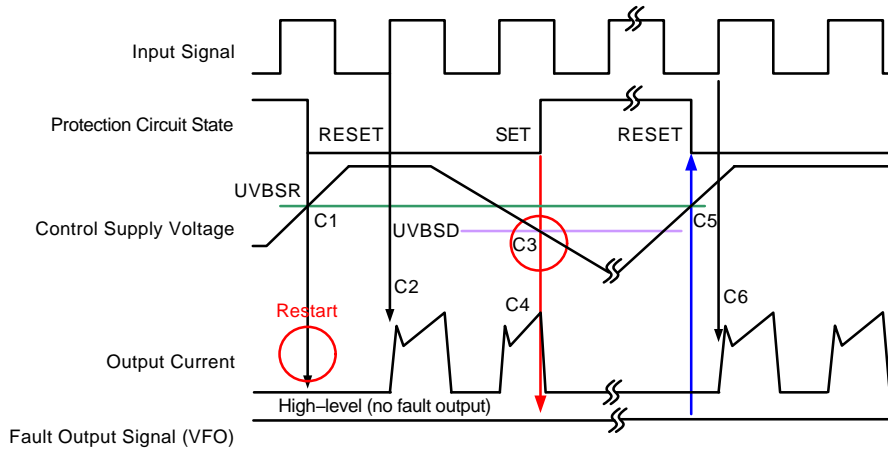 Input Signal
Protection Circuit State
RESET
SET
RESET
UVBSR
C1
C5
Control Supply Voltage
UVBSD
C3
C2
C4
C6
Restart
Output Current
High–level (no fault output)
Fault Output Signal (VFO)